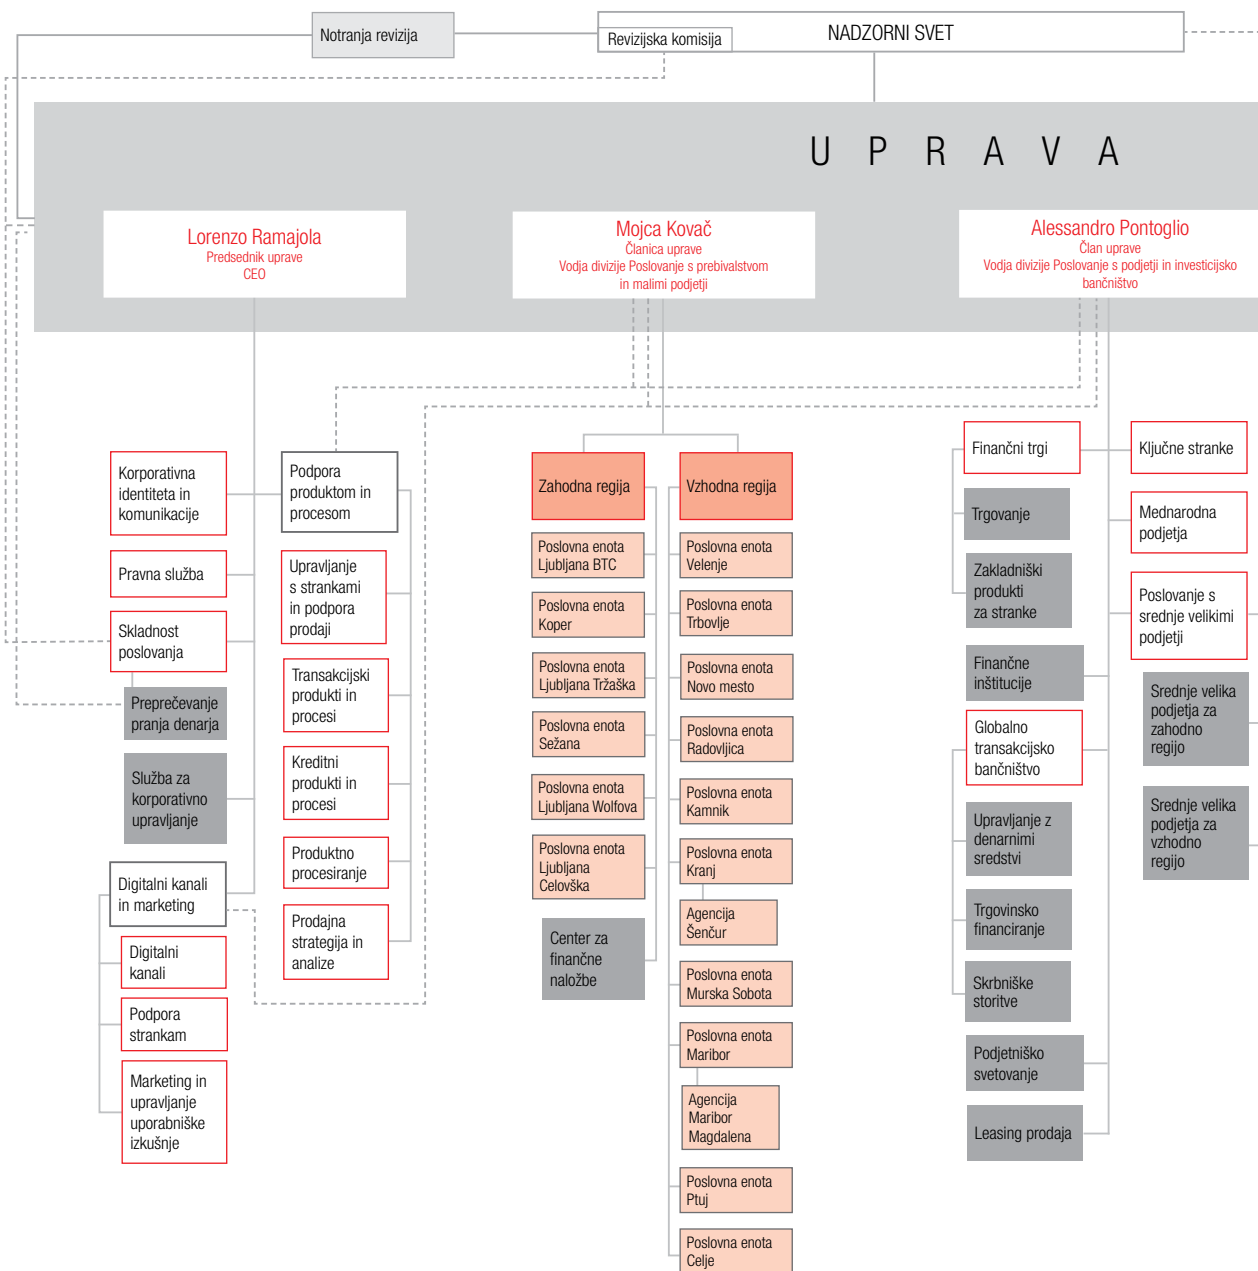 Notranja revizija
Revizijska komisija
NADZORNI SVET
UPRAVA
Lorenzo Ramajola
Predsednik uprave
CEO
Mojca Kovač
Članica uprave
Vodja divizije Poslovanje s prebivalstvom
in malimi podjetji
Alessandro Pontoglio
Član uprave
Vodja divizije Poslovanje s podjetji in investicijsko
bančništvo
Korporativna
identiteta in
komunikacije
Pravna služba
Skladnost
poslovanja
Preprečevanje
pranja denarja
Služba za
korporativno
upravljanje
Digitalni kanali
in marketing
Digitalni
kanali
Podpora
strankam
Marketing in
upravljanje
uporabniške
izkušnje
Podpora
produktom in
procesom
Upravljanje
s strankami
in podpora
prodaji
Transakcijski
produkti in
procesi
Kreditni
produkti in
procesi
Produktno
procesiranje
Prodajna
strategija in
analize
Zahodna regija
Poslovna enota
Ljubljana BTC
Poslovna enota
Koper
Poslovna enota
Ljubljana Tržaška
Poslovna enota
Sežana
Poslovna enota
Ljubljana Wolfova
Poslovna enota
Ljubljana
Celovška
Center za
finančne
naložbe
Vzhodna regija
Poslovna enota
Velenje
Poslovna enota
Trbovlje
Poslovna enota
Novo mesto
Poslovna enota
Radovljica
Poslovna enota
Kamnik
Poslovna enota
Kranj
Agencija
Šenčur
Poslovna enota
Murska Sobota
Poslovna enota
Maribor
Agencija
Maribor
Magdalena
Poslovna enota
Ptuj
Poslovna enota
Celje
Finančni trgi
Trgovanje
Zakladniški
produkti
za stranke
Finančne
inštitucije
Globalno
transakcijsko
bančništvo
Upravljanje z
denarnimi
sredstvi
Trgovinsko
financiranje
Skrbniške
storitve
Podjetniško
svetovanje
Leasing prodaja
Ključne stranke
Mednarodna
podjetja
Poslovanje s
srednje velikimi
podjetji
Srednje velika
podjetja za
zahodno
regijo
Srednje velika
podjetja za
vzhodno
regijo